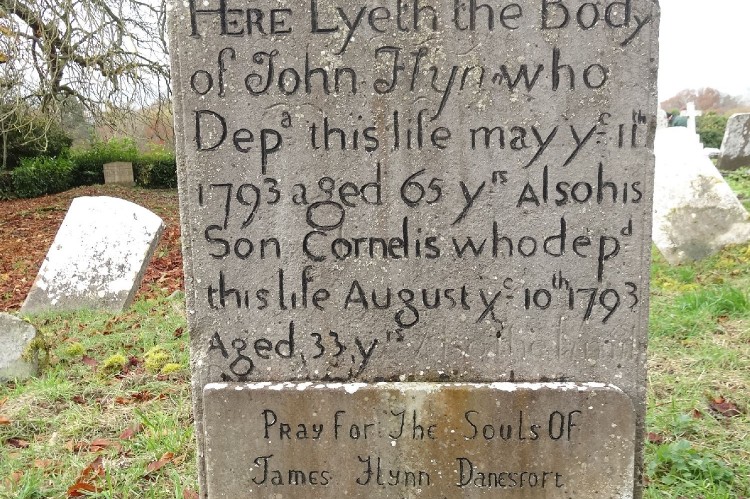 HERE Lyeth the Body
of John Flyn who
Depᵃ this life may yᵉ 11ᵗʰ
1793 aged 65 yʳˢ Also his
Son Cornelis who depᵈ
this life August yᵉ 10ᵗʰ 1793
Aged, 33, yʳˢ
Pray For The Souls OF
James Flynn Danesfort